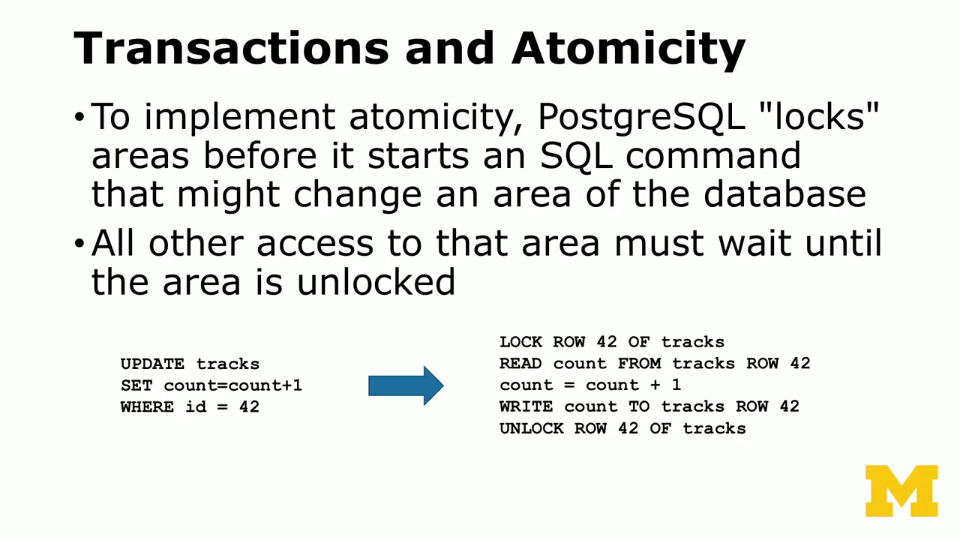 Transactions and Atomicity
•To implement atomicity, PostgreSQL "locks"
areas before it starts an SQL command
that might change an area of the database
•All other access to that area must wait until
the area is unlocked
UPDATE tracks
SET count=count+1
WHERE id = 42
LOCK ROW 42 OF tracks
READ count FROM tracks ROW 42
count = count + 1
WRITE count TO tracks ROW 42
UNLOCK ROW 42 OF tracks
M